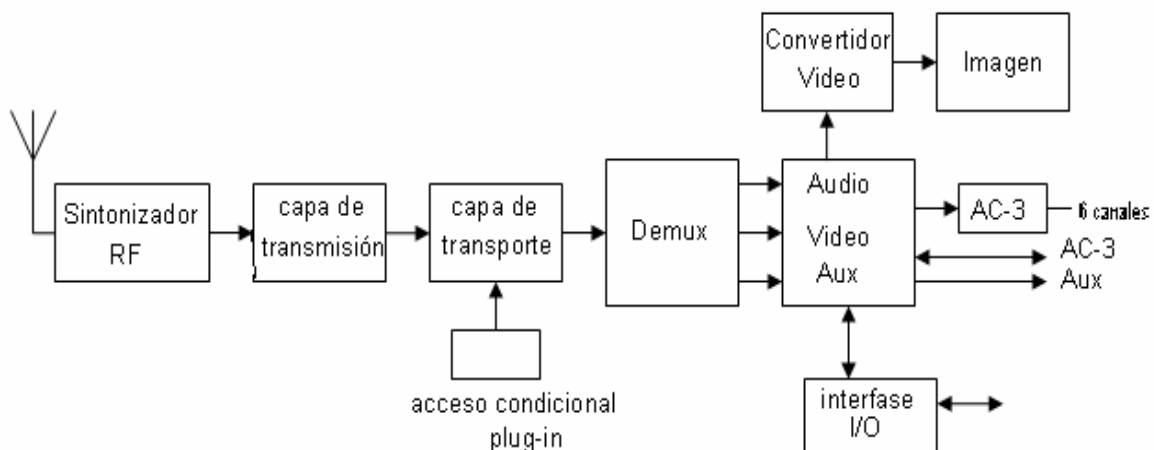 Convertidor
Video
Imagen
Sintonizador
RF
capa de
transmisión
capa de
transporte
Demux
Audio
Video
Aux
AC-3
6 canales
AC-3
Aux
acceso condicional
plug-in
interfase
I/O